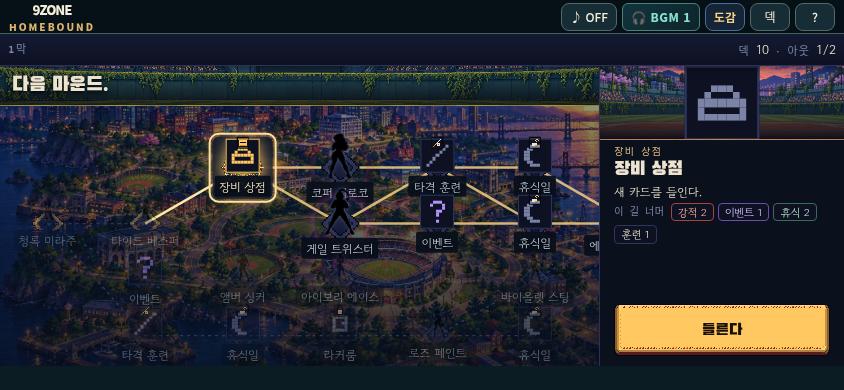 9ZONE
HOMEBOUND
♪ OFF
🎧 BGM 1
도감
덱
?
1막
덱 10 · 아웃 1/2
다음 마운드.
장비 상점
타격 훈련
휴식일
게일 트위스터
이벤트
휴식일
청록 미라주
타이드 베스퍼
이벤트
앰버 싱커
아이보리 에이스
바이올렛 스팅
타격 훈련
휴식일
라커룸
로즈 페인트
휴식일
장비 상점
장비 상점
새 카드를 들인다.
이 길 너머 강적 2 이벤트 1 휴식 2
훈련 1
들른다